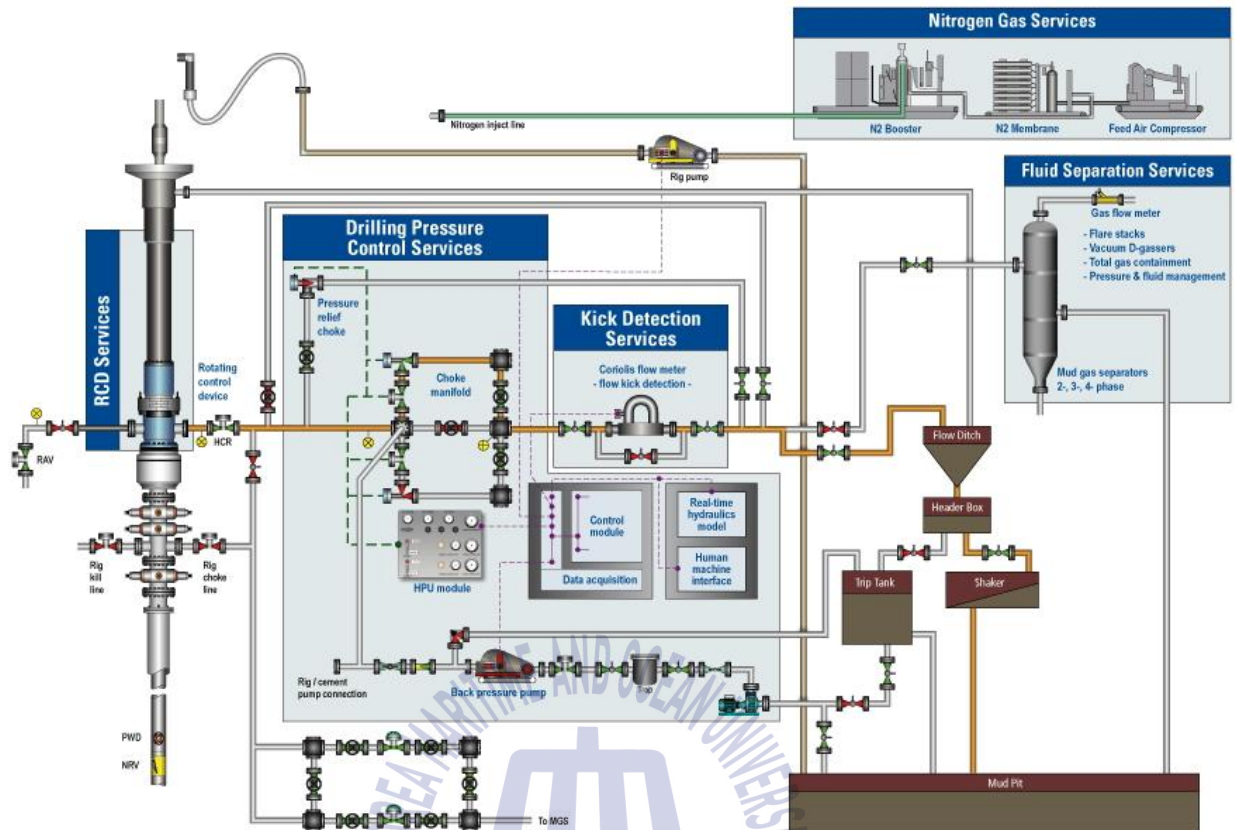 Nitrogen Gas Services
N2 Booster
N2 Membrane
Feed Air Compressor
Nitrogen inject line
Rig pump
Fluid Separation Services
Gas flow meter
- Flare stacks
- Vacuum D-gassers
- Total gas containment
- Pressure & fluid management
Mud gas separators
2-, 3-, 4- phase
Drilling Pressure
Control Services
Pressure
relief
choke
Choke
manifold
Kick Detection
Services
Coriolis flow meter
- flow kick detection -
RCD Services
Rotating
control
device
HCR
RAV
Flow Ditch
Header Box
Trip Tank
Shaker
Control
module
Data acquisition
Real-time
hydraulics
model
Human
machine
interface
HPU module
Rig
kill
line
Rig
choke
line
Rig / cement
pump connection
Back pressure pump
PWD
NRV
To MGS
Mud Pit
KOREA MARITIME AND OCEAN UNIVERS